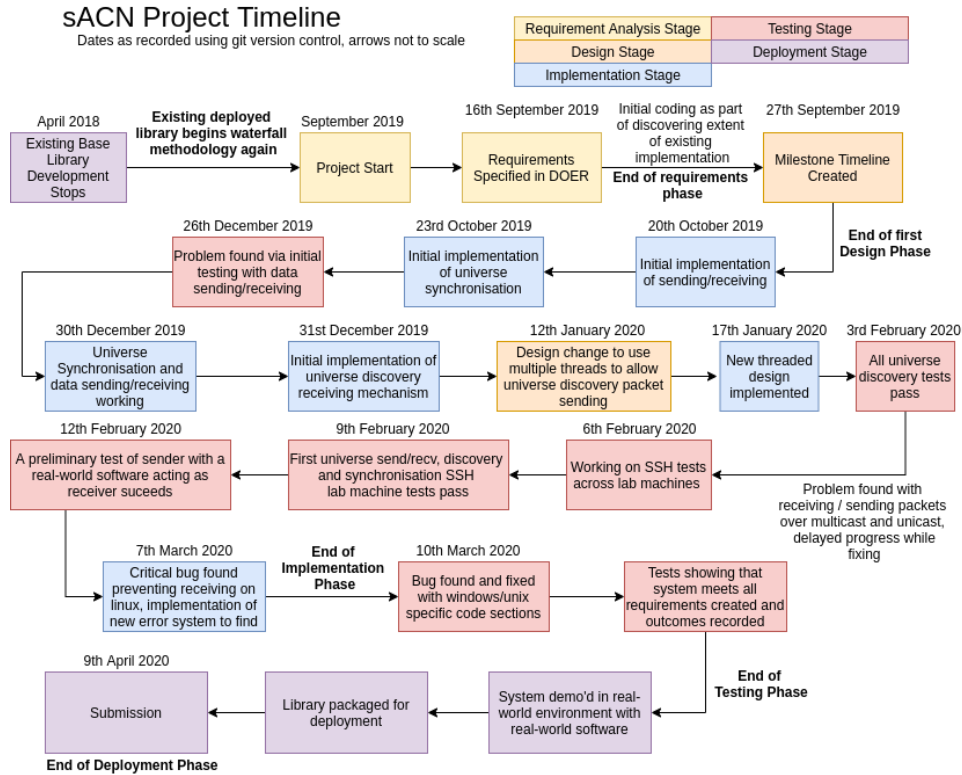 sACN Project Timeline
Dates as recorded using git version control, arrows not to scale
Requirement Analysis Stage
Testing Stage
Design Stage
Deployment Stage
Implementation Stage
April 2018
Existing Base
Library
Development
Stops
Existing deployed
library begins waterfall
methodology again
September 2019
Project Start
16th September 2019
Requirements
Specified in DOER
Initial coding as part
of discovering extent
of existing
implementation
End of requirements
phase
27th September 2019
Milestone Timeline
Created
End of first
Design Phase
20th October 2019
Initial implementation
of sending/receiving
23rd October 2019
Initial implementation
of universe
synchronisation
26th December 2019
Problem found via initial
testing with data
sending/receiving
30th December 2019
Universe
Synchronisation and
data sending/receiving
working
31st December 2019
Initial implementation of
universe discovery
receiving mechanism
12th January 2020
Design change to use
multiple threads to allow
universe discovery packet
sending
17th January 2020
New threaded
design
implemented
3rd February 2020
All universe
discovery tests
pass
Problem found with
receiving / sending packets
over multicast and unicast,
delayed progress while
fixing
6th February 2020
Working on SSH tests
across lab machines
9th February 2020
First universe send/recv, discovery
and synchronisation SSH
lab machine tests pass
12th February 2020
A preliminary test of sender with a
real-world software acting as
receiver suceeds
7th March 2020
Critical bug found
preventing receiving on
linux, implementation of
new error system to find
End of
Implementation
Phase
10th March 2020
Bug found and fixed
with windows/unix
specific code sections
Tests showing that
system meets all
requirements created and
outcomes recorded
End of
Testing Phase
System demo'd in real-
world environment with
real-world software
Library packaged for
deployment
9th April 2020
Submission
End of Deployment Phase